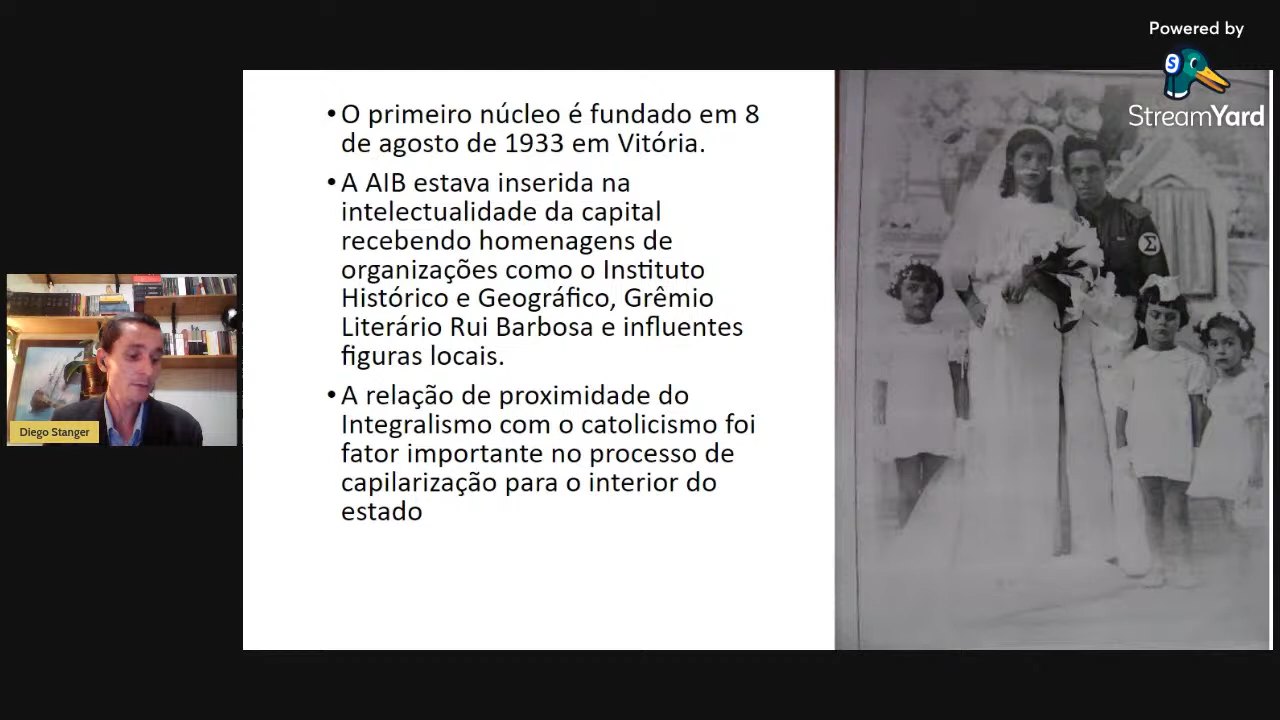 Powered by
StreamYard
•O primeiro núcleo é fundado em 8
de agosto de 1933 em Vitória.
•A AIB estava inserida na
intelectualidade da capital
recebendo homenagens de
organizações como o Instituto
Histórico e Geográfico, Grêmio
Literário Rui Barbosa e influentes
figuras locais.
•A relação de proximidade do
Integralismo com o catolicismo foi
fator importante no processo de
capilarização para o interior do
estado
Σ
Diego Stanger